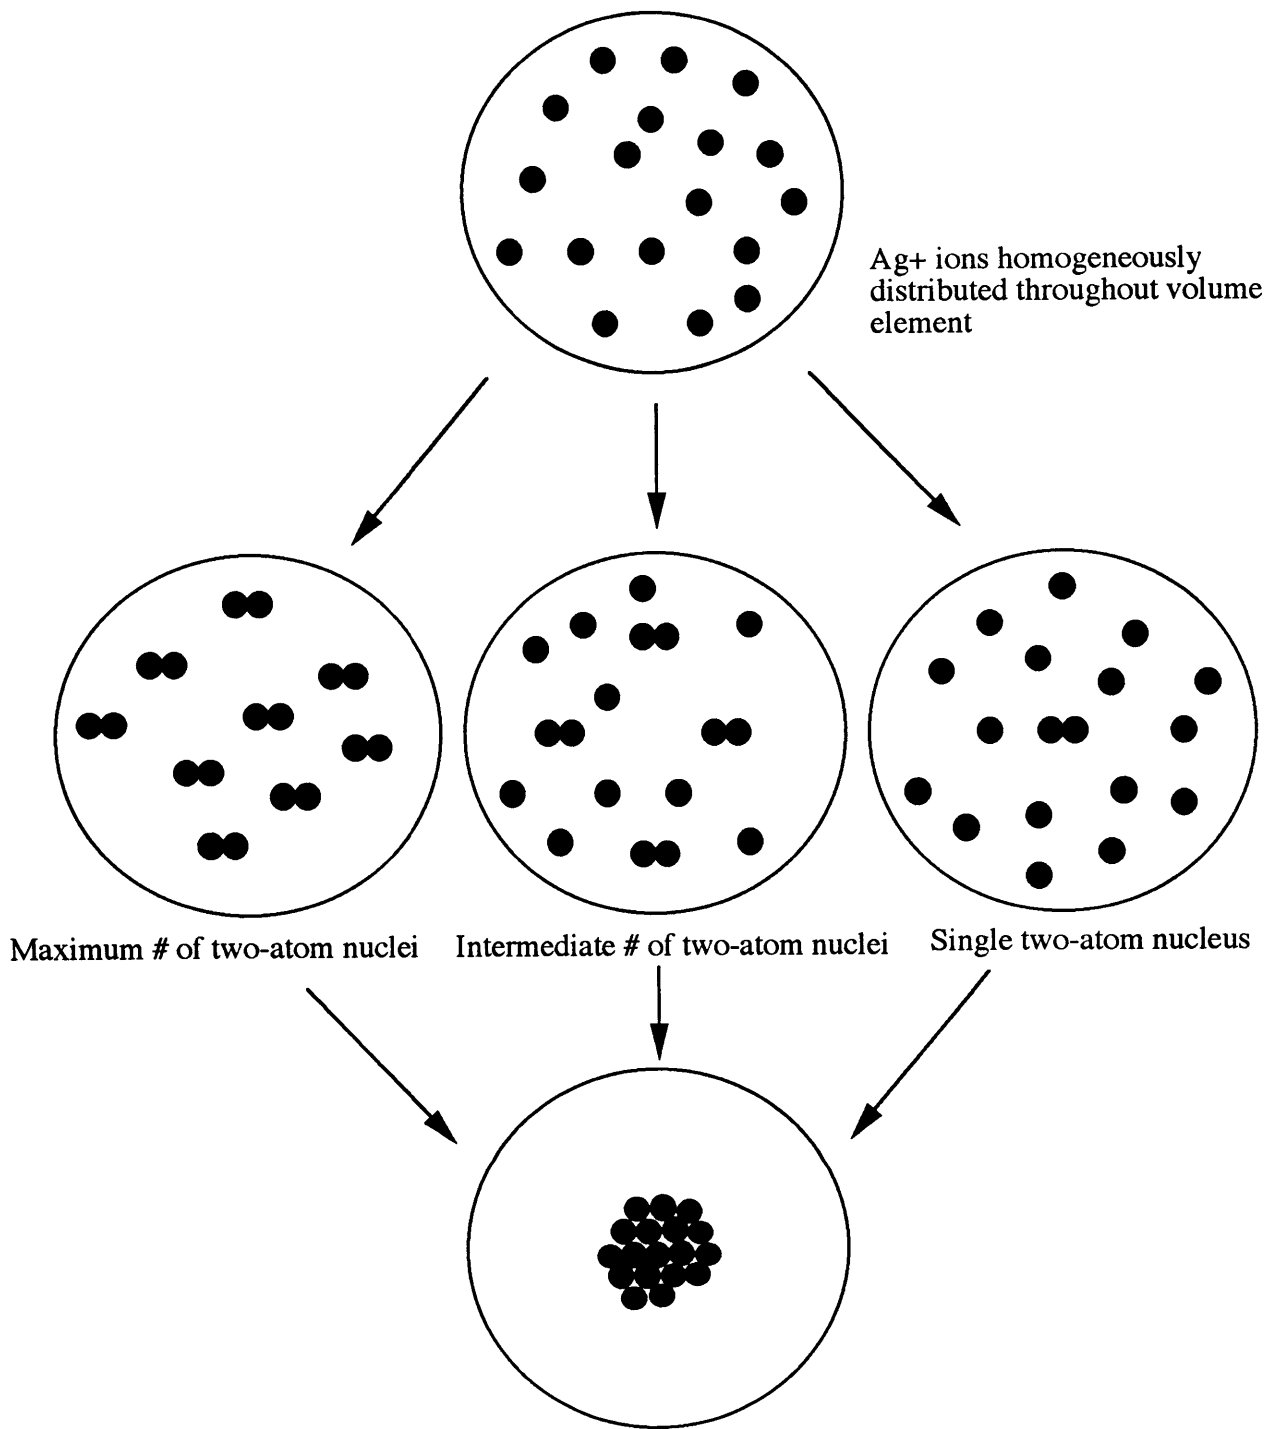 Ag+ ions homogeneously
distributed throughout volume
element
Maximum # of two-atom nuclei
Intermediate # of two-atom nuclei
Single two-atom nucleus